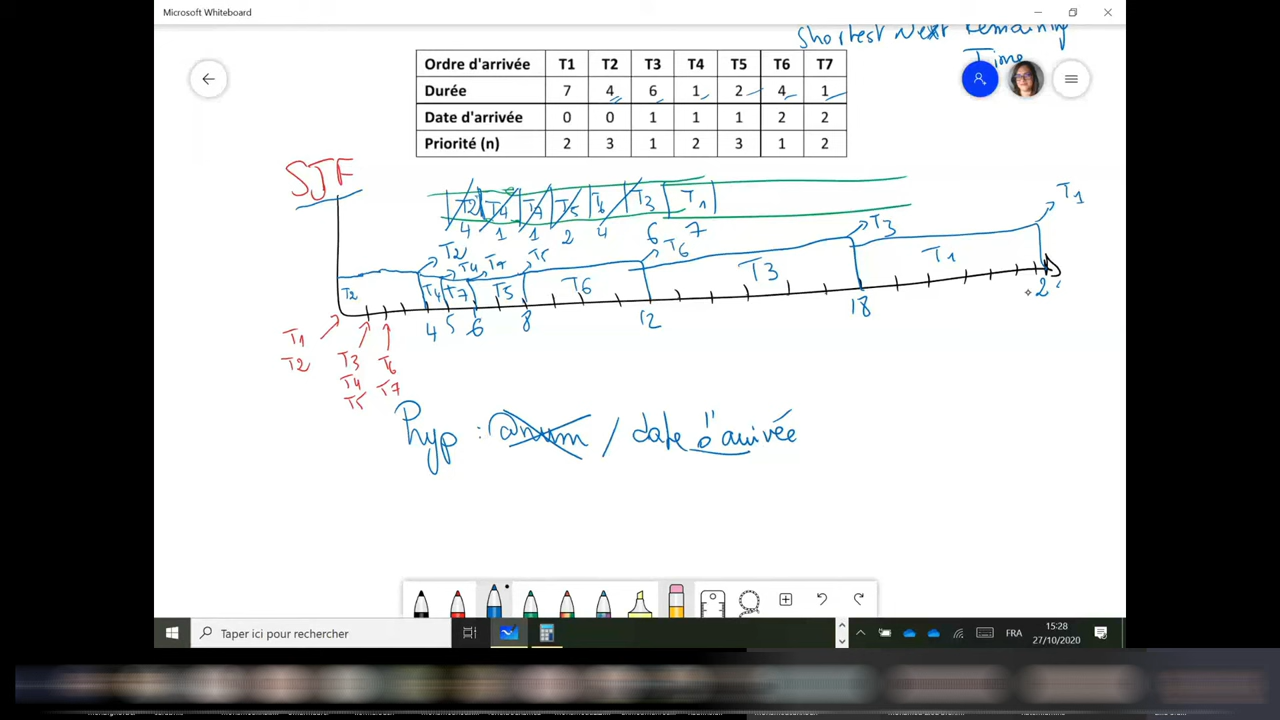 Microsoft Whiteboard
Shortest Next Remaining
Time
Ordre d'arrivée T1 T2 T3 T4 T5 T6 T7
Durée 7 4 6 1 2 4 1
Date d'arrivée 0 0 1 1 1 2 2
Priorité (n) 2 3 1 2 3 1 2
SJF
T2 T4 T7 T5 T6 T3 T1
4 1 1 2 4 6 7
T2 T4 T7 T5 T6 T3 T1
T2 T4 T7 T5 T6 T3 T1
4 5 6 8 12 18 2
T1 T3 T6
T2 T4 T7
T5
Phyp : / date d'arrivée
Taper ici pour rechercher
FRA
15:28
27/10/2020